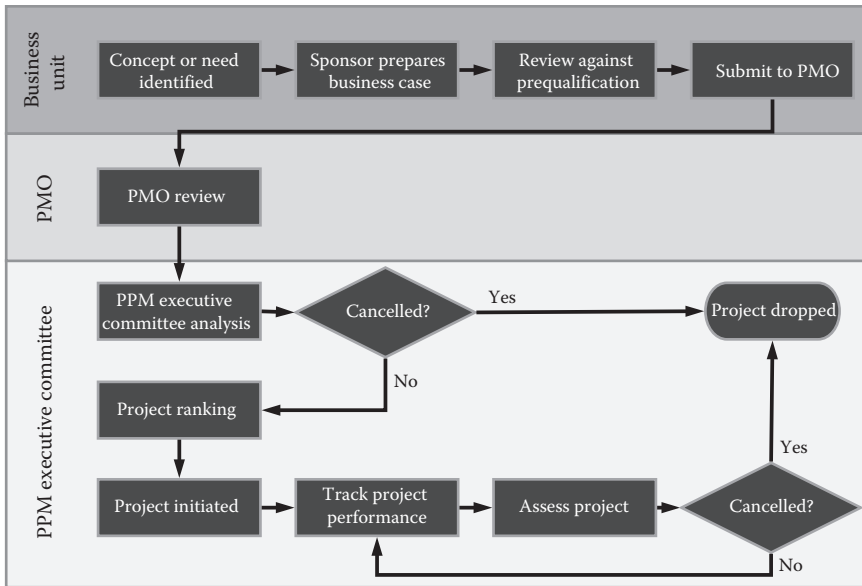 Business
unit
Concept or need
identified
Sponsor prepares
business case
Review against
prequalification
Submit to PMO
PMO
PMO review
PPM executive committee
PPM executive
committee analysis
Cancelled?
Yes
Project dropped
No
Project ranking
Yes
Project initiated
Track project
performance
Assess project
Cancelled?
No